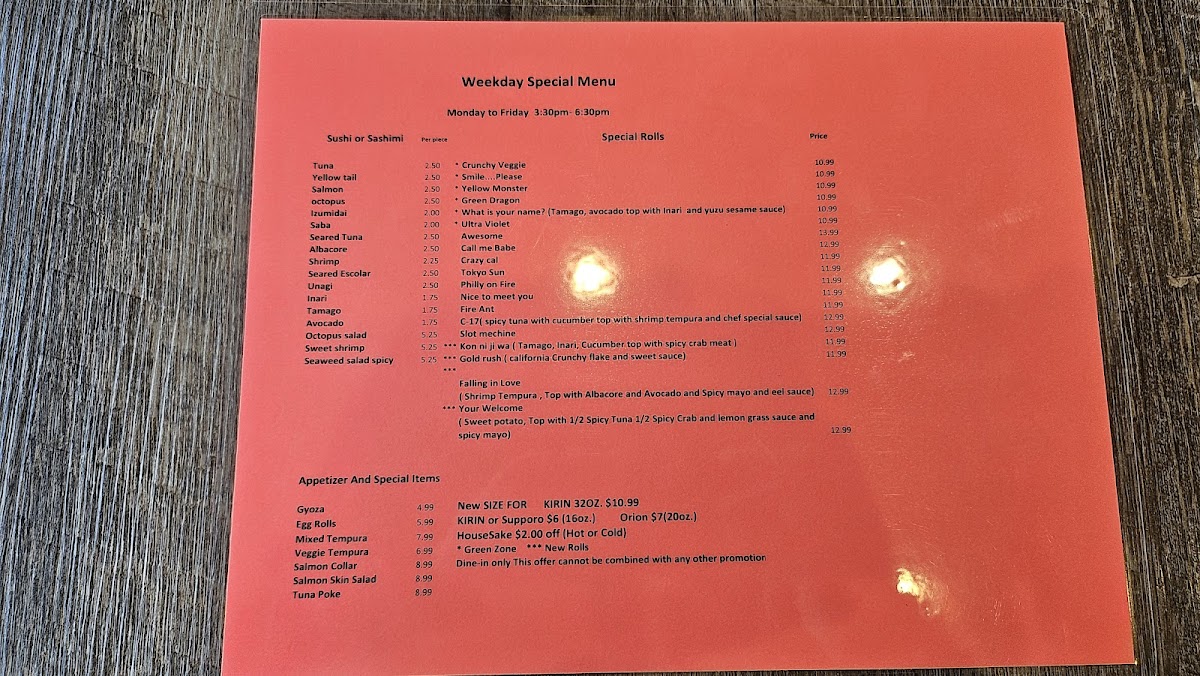 Weekday Special Menu
Monday to Friday 3:30pm- 6:30pm
Sushi or Sashimi Per piece Special Rolls Price
Tuna 2.50 * Crunchy Veggie 10.99
Yellow tail 2.50 * Smile....Please 10.99
Salmon 2.50 * Yellow Monster 10.99
octopus 2.50 * Green Dragon 10.99
Izumidai 2.00 * What is your name? (Tamago, avocado top with Inari and yuzu sesame sauce) 10.99
Saba 2.00 * Ultra Violet 10.99
Seared Tuna 2.50 Awesome 13.99
Albacore 2.50 Call me Babe 12.99
Shrimp 2.25 Crazy cal 11.99
Seared Escolar 2.50 Tokyo Sun 11.99
Unagi 2.50 Philly on Fire 11.99
Inari 1.75 Nice to meet you 11.99
Tamago 1.75 Fire Ant 11.99
Avocado 1.75 C-17( spicy tuna with cucumber top with shrimp tempura and chef special sauce) 12.99
Octopus salad 5.25 Slot mechine 12.99
Sweet shrimp 5.25 *** Kon ni ji wa ( Tamago, Inari, Cucumber top with spicy crab meat ) 11.99
Seaweed salad spicy 5.25 *** Gold rush ( california Crunchy flake and sweet sauce) 11.99
***
Falling in Love
( Shrimp Tempura , Top with Albacore and Avocado and Spicy mayo and eel sauce) 12.99
*** Your Welcome
( Sweet potato, Top with 1/2 Spicy Tuna 1/2 Spicy Crab and lemon grass sauce and
spicy mayo) 12.99
Appetizer And Special Items
Gyoza 4.99 New SIZE FOR KIRIN 32OZ. $10.99
Egg Rolls 5.99 KIRIN or Supporo $6 (16oz.) Orion $7(20oz.)
Mixed Tempura 7.99 HouseSake $2.00 off (Hot or Cold)
Veggie Tempura 6.99 * Green Zone *** New Rolls
Salmon Collar 8.99 Dine-in only This offer cannot be combined with any other promotion
Salmon Skin Salad 8.99
Tuna Poke 8.99